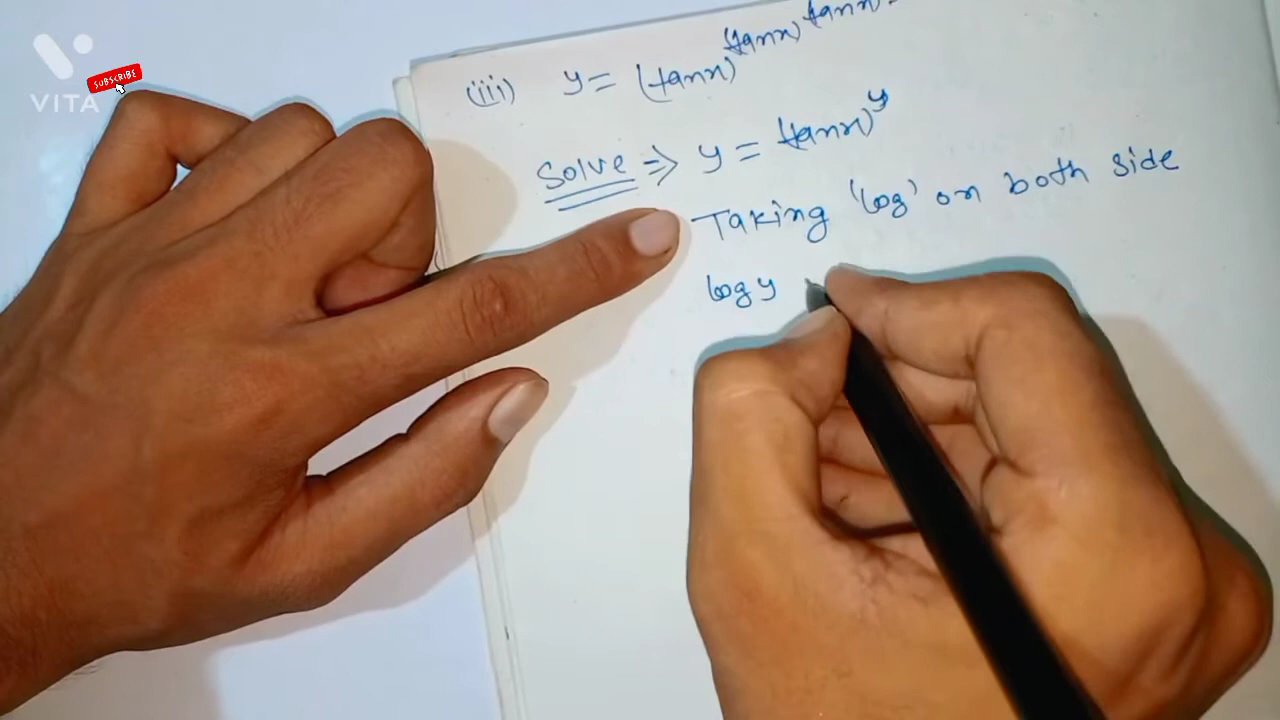 VITA
SUBSCRIBE
(iii) y = (tanx)^(tanx)^tanx-
Solve => y = (tanx)^y
Taking 'log' on both side
log y